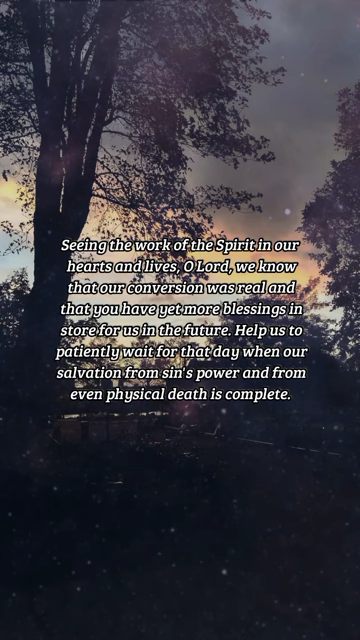 Seeing the work of the Spirit in our
hearts and lives, O Lord, we know
that our conversion was real and
that you have yet more blessings in
store for us in the future. Help us to
patiently wait for that day when our
salvation from sin's power and from
even physical death is complete.